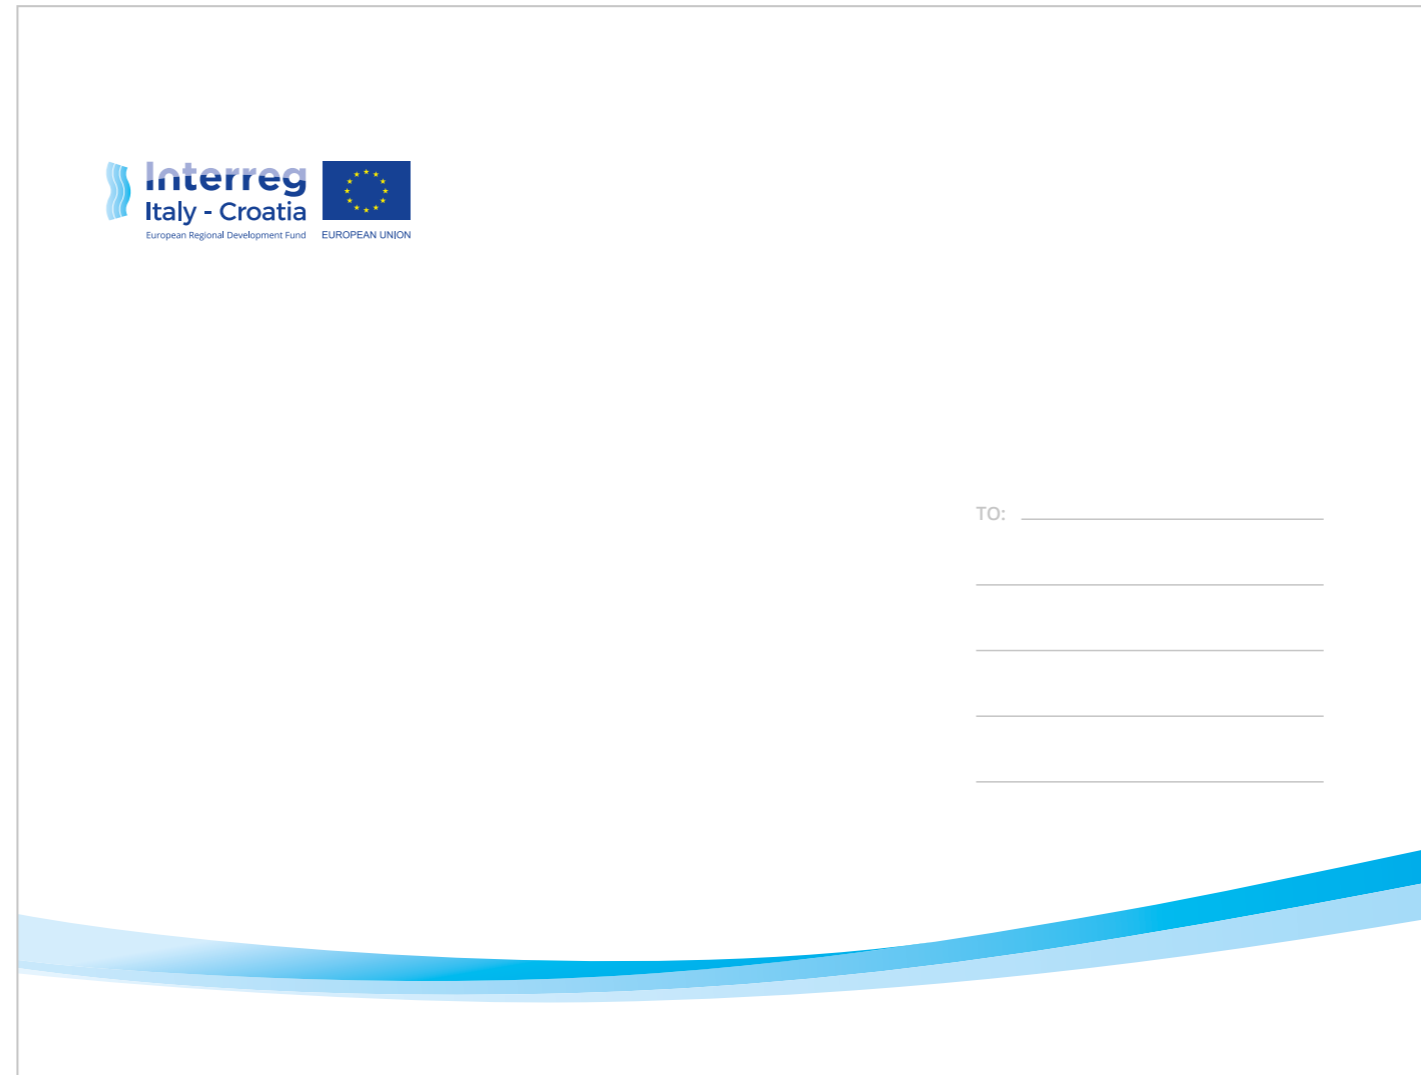 Interreg
Italy - Croatia
European Regional Development Fund
EUROPEAN UNION
TO: